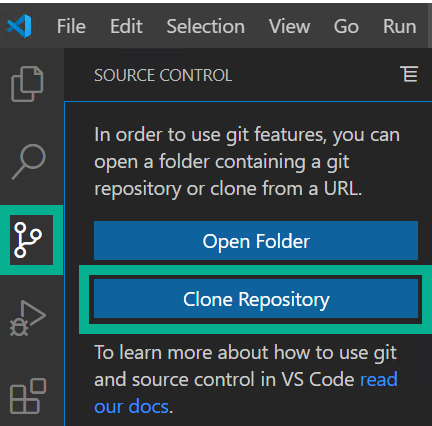 File Edit Selection View Go Run
SOURCE CONTROL
In order to use git features, you can
open a folder containing a git
repository or clone from a URL.
Open Folder
Clone Repository
To learn more about how to use git
and source control in VS Code read
our docs.